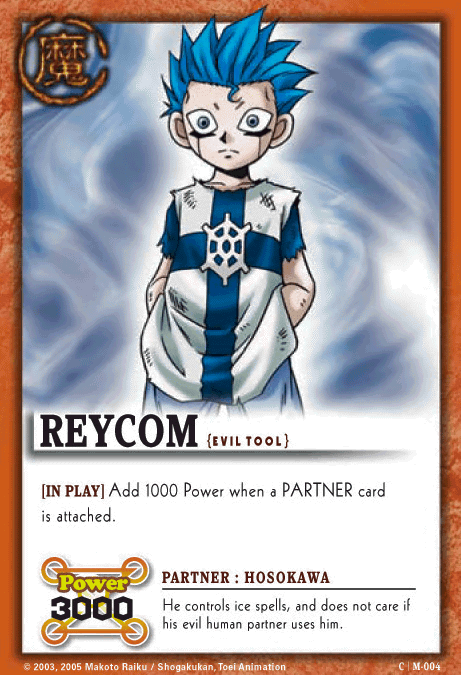 魔
REYCOM {EVIL TOOL}
[IN PLAY] Add 1000 Power when a PARTNER card
is attached.
Power
3000
PARTNER : HOSOKAWA
He controls ice spells, and does not care if
his evil human partner uses him.
© 2003, 2005 Makoto Raiku / Shogakukan, Toei Animation
C | M-004